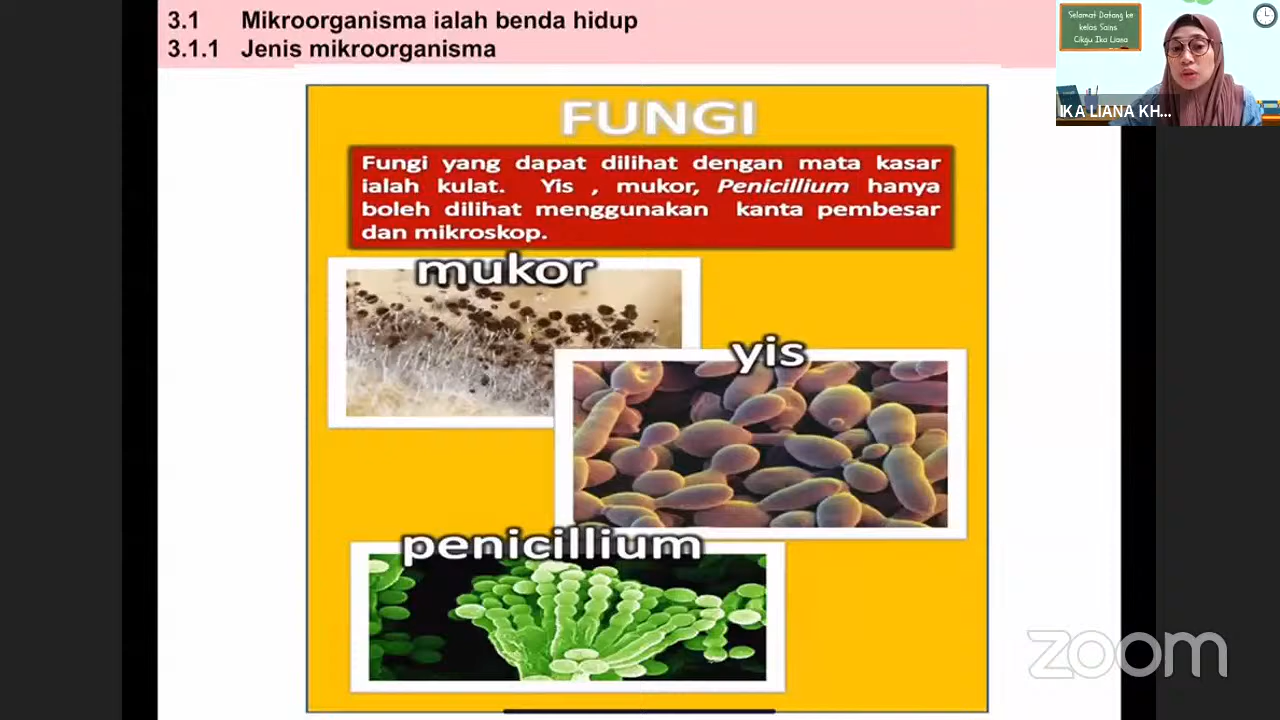 3.1 Mikroorganisma ialah benda hidup
3.1.1 Jenis mikroorganisma
Selamat Datang ke
kelas Sains
Cikgu Ika Liana
IKA LIANA KH...
FUNGI
Fungi yang dapat dilihat dengan mata kasar
ialah kulat. Yis , mukor, Penicillium hanya
boleh dilihat menggunakan kanta pembesar
dan mikroskop.
mukor
yis
penicillium
zoom